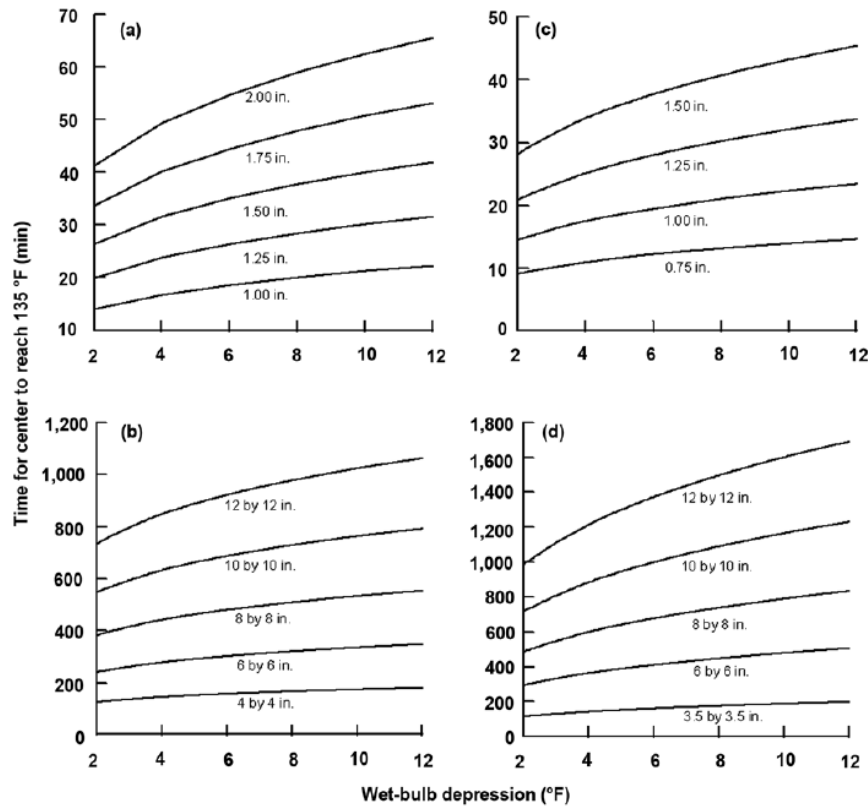 Time for center to reach 135 °F (min)
(a)
70
60
50
40
30
20
10
2.00 in.
1.75 in.
1.50 in.
1.25 in.
1.00 in.
2 4 6 8 10 12
(c)
50
40
30
20
10
0
1.50 in.
1.25 in.
1.00 in.
0.75 in.
2 4 6 8 10 12
(b)
1,200
1,000
800
600
400
200
0
12 by 12 in.
10 by 10 in.
8 by 8 in.
6 by 6 in.
4 by 4 in.
2 4 6 8 10 12
(d)
1,800
1,600
1,400
1,200
1,000
800
600
400
200
0
12 by 12 in.
10 by 10 in.
8 by 8 in.
6 by 6 in.
3.5 by 3.5 in.
2 4 6 8 10 12
Wet-bulb depression (°F)